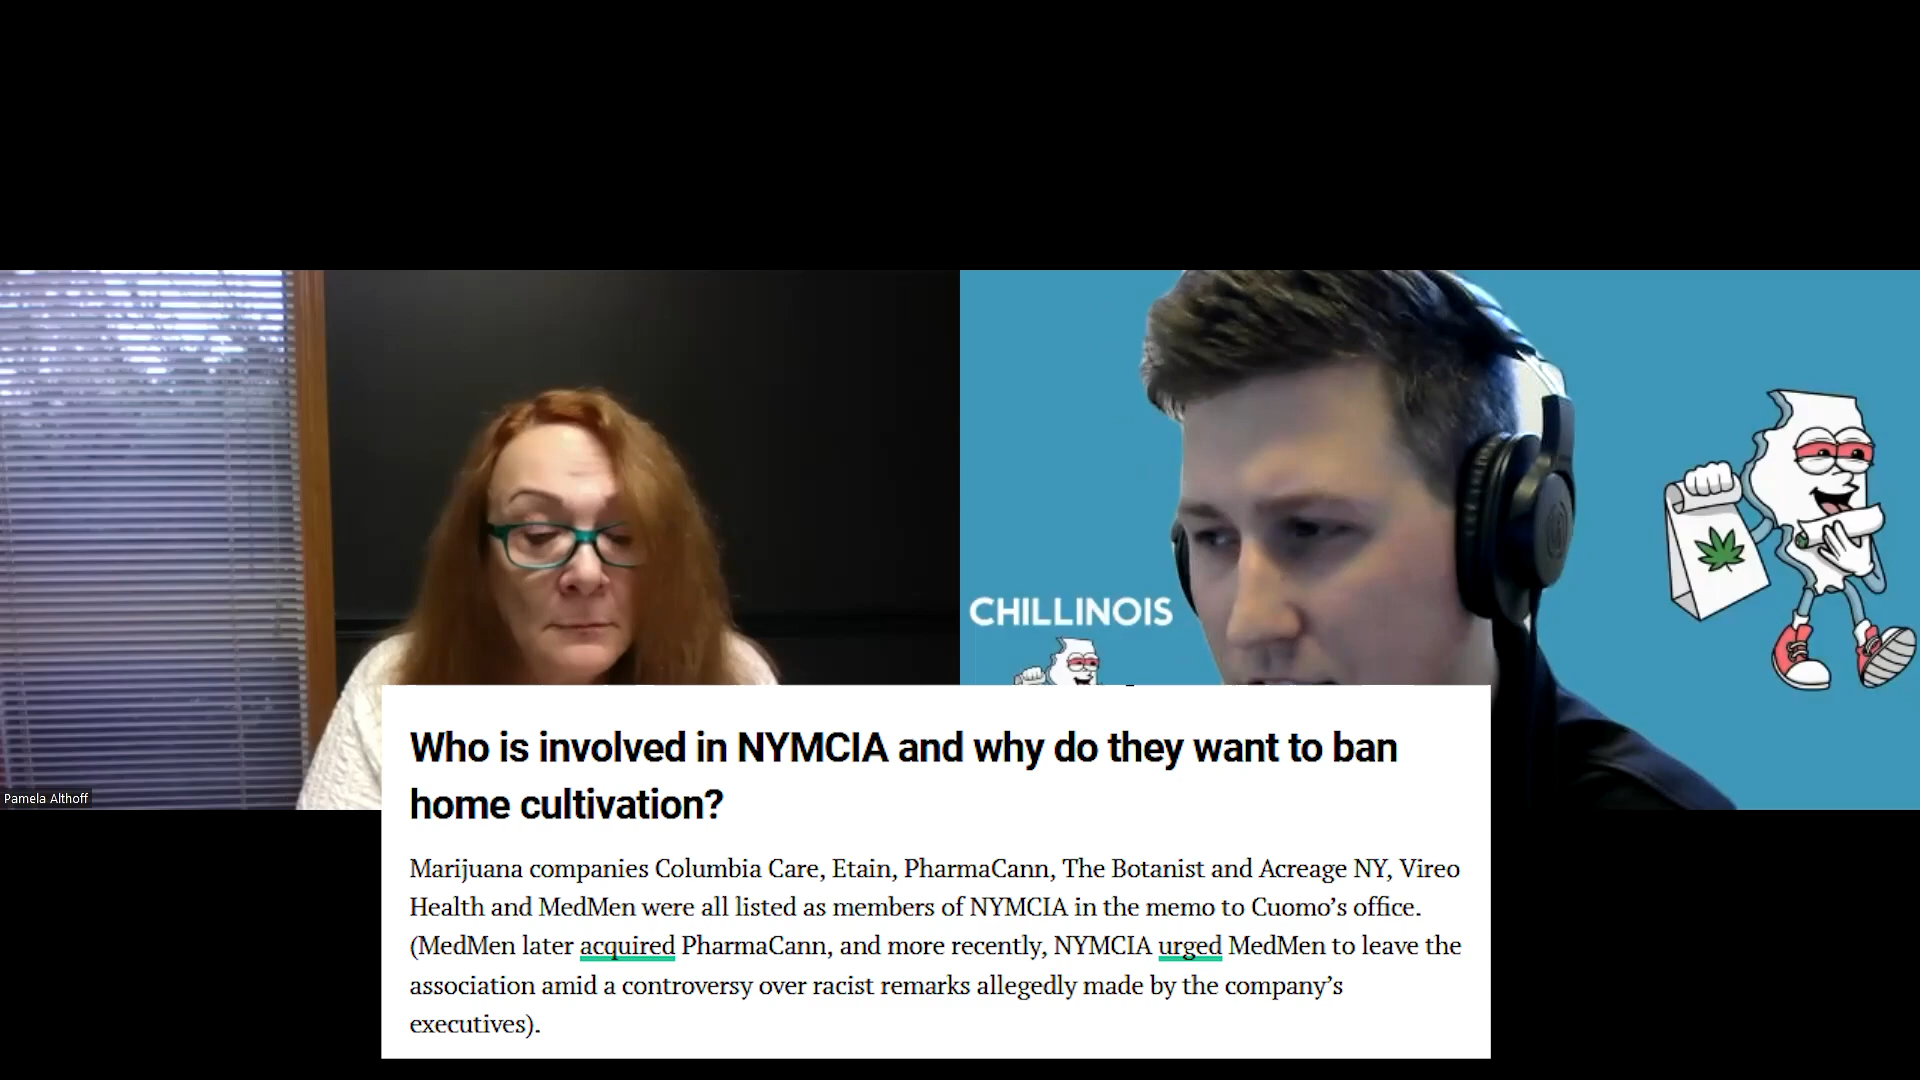 CHILLINOIS
Pamela Althoff
Who is involved in NYMCIA and why do they want to ban
home cultivation?
Marijuana companies Columbia Care, Etain, PharmaCann, The Botanist and Acreage NY, Vireo
Health and MedMen were all listed as members of NYMCIA in the memo to Cuomo’s office.
(MedMen later acquired PharmaCann, and more recently, NYMCIA urged MedMen to leave the
association amid a controversy over racist remarks allegedly made by the company’s
executives).